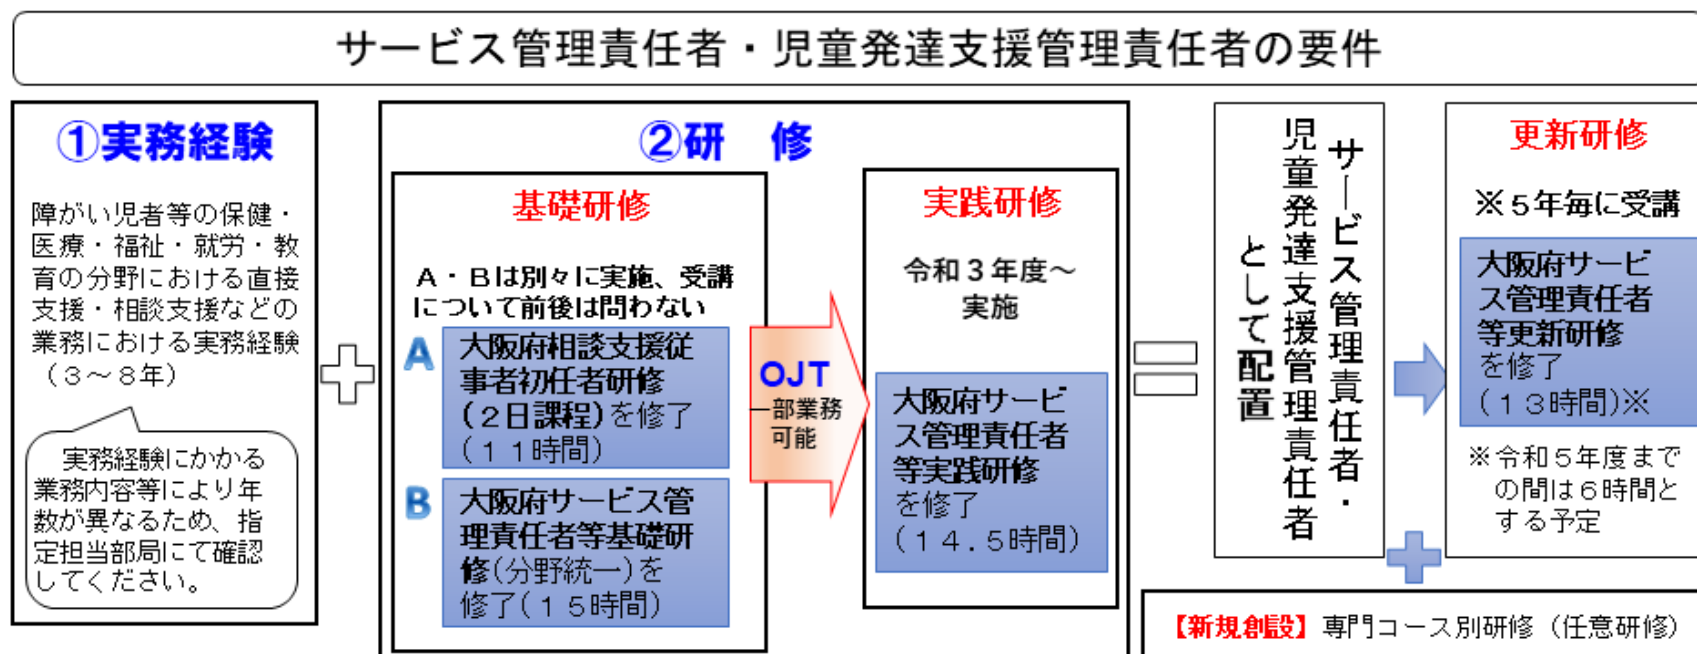 サービス管理責任者・児童発達支援管理責任者の要件
①実務経験
障がい児者等の保健・
医療・福祉・就労・教
育の分野における直接
支援・相談支援などの
業務における実務経験
（３～８年）
実務経験にかかる
業務内容等により年
数が異なるため、指
定担当部局にて確認
してください。
②研　修
基礎研修
Ａ・Ｂは別々に実施、受講
について前後は問わない
A
大阪府相談支援従
事者初任者研修
(２日課程)を修了
(１１時間)
B
大阪府サービス管
理責任者等基礎研
修(分野統一)を
修了(１５時間)
OJT
一部業務
可能
実践研修
令和３年度～
実施
大阪府サービ
ス管理責任者
等実践研修
を修了
(１４.５時間)
サービス管理責任者・
児童発達支援管理責任者
として配置
更新研修
※５年毎に受講
大阪府サービ
ス管理責任者
等更新研修
を修了
(１３時間)※
※令和５年度まで
の間は６時間と
する予定
【新規創設】専門コース別研修（任意研修）